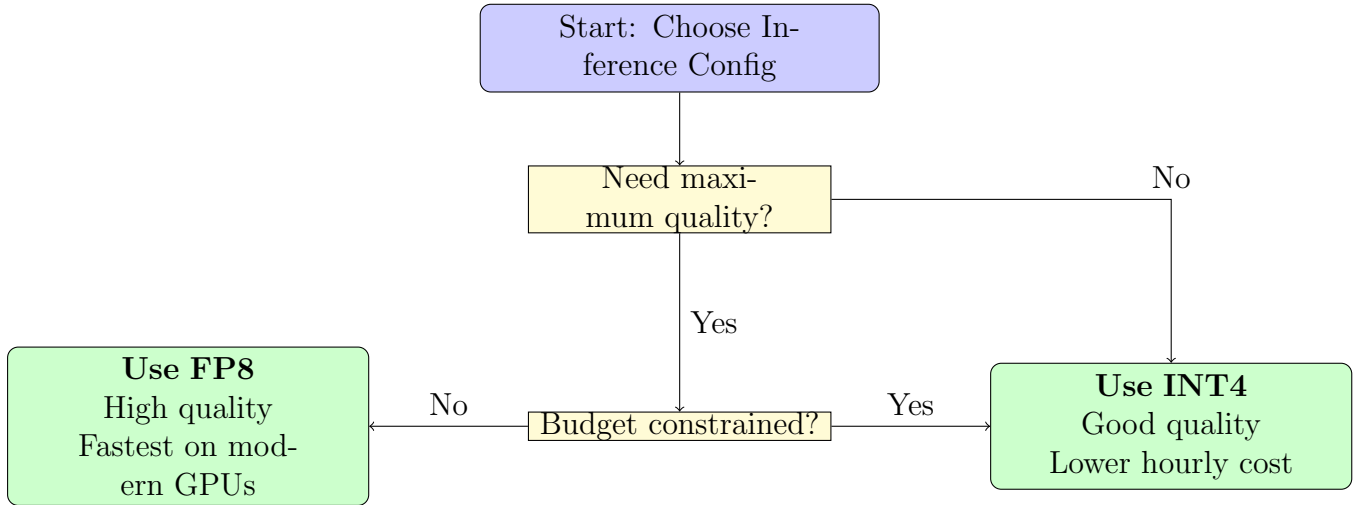 Start: Choose In-
ference Config
Need maxi-
mum quality?
No
Yes
Use FP8
High quality
Fastest on mod-
ern GPUs
No
Budget constrained?
Yes
Use INT4
Good quality
Lower hourly cost